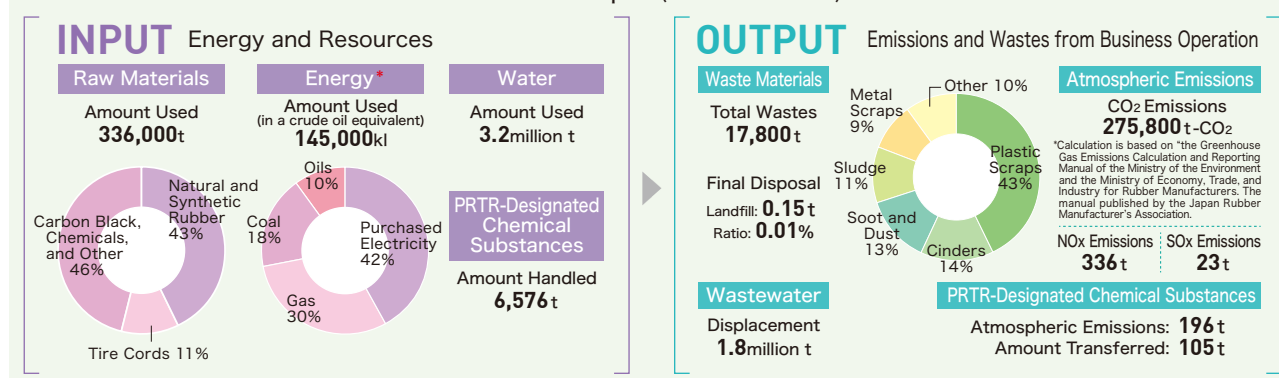 INPUT Energy and Resources
Raw Materials
Amount Used
336,000t
Natural and
Synthetic
Rubber
43%
Carbon Black,
Chemicals,
and Other
46%
Tire Cords 11%
Energy*
Amount Used
(in a crude oil equivalent)
145,000kl
Oils
10%
Coal
18%
Purchased
Electricity
42%
Gas
30%
Water
Amount Used
3.2million t
PRTR-Designated
Chemical
Substances
Amount Handled
6,576t
OUTPUT Emissions and Wastes from Business Operation
Waste Materials
Total Wastes
17,800t
Final Disposal
Landfill: 0.15t
Ratio: 0.01%
Other 10%
Metal
Scraps
9%
Plastic
Scraps
43%
Sludge
11%
Soot and
Dust
13%
Cinders
14%
Atmospheric Emissions
CO2 Emissions
275,800t-CO2
*Calculation is based on "the Greenhouse
Gas Emissions Calculation and Reporting
Manual of the Ministry of the Environment
and the Ministry of Economy, Trade, and
Industry for Rubber Manufacturers. The
manual published by the Japan Rubber
Manufacturer's Association.
NOx Emissions
336t
SOx Emissions
23t
Wastewater
Displacement
1.8million t
PRTR-Designated Chemical Substances
Atmospheric Emissions: 196t
Amount Transferred: 105t